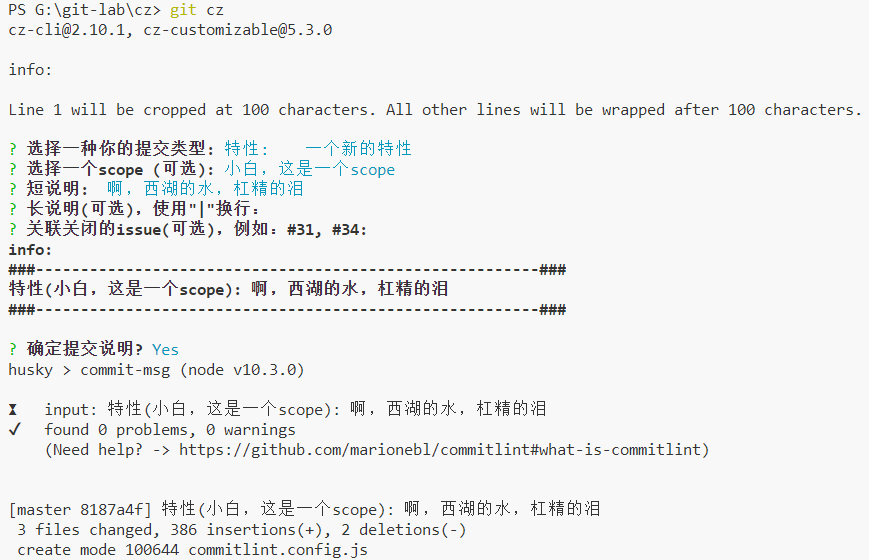 PS G:\git-lab\cz> git cz
cz-cli@2.10.1, cz-customizable@5.3.0
info:
Line 1 will be cropped at 100 characters. All other lines will be wrapped after 100 characters.
? 选择一种你的提交类型: 特性:    一个新的特性
? 选择一个scope (可选): 小白，这是一个scope
? 短说明:  啊，西湖的水，杠精的泪
? 长说明(可选)，使用"|"换行:
? 关联关闭的issue(可选)，例如：#31, #34:
info:
###--------------------------------------------------------###
特性(小白，这是一个scope): 啊，西湖的水，杠精的泪
###--------------------------------------------------------###
? 确定提交说明? Yes
husky > commit-msg (node v10.3.0)
⧗   input: 特性(小白，这是一个scope): 啊，西湖的水，杠精的泪
✔   found 0 problems, 0 warnings
    (Need help? -> https://github.com/marionebl/commitlint#what-is-commitlint)
[master 8187a4f] 特性(小白，这是一个scope): 啊，西湖的水，杠精的泪
 3 files changed, 386 insertions(+), 2 deletions(-)
 create mode 100644 commitlint.config.js